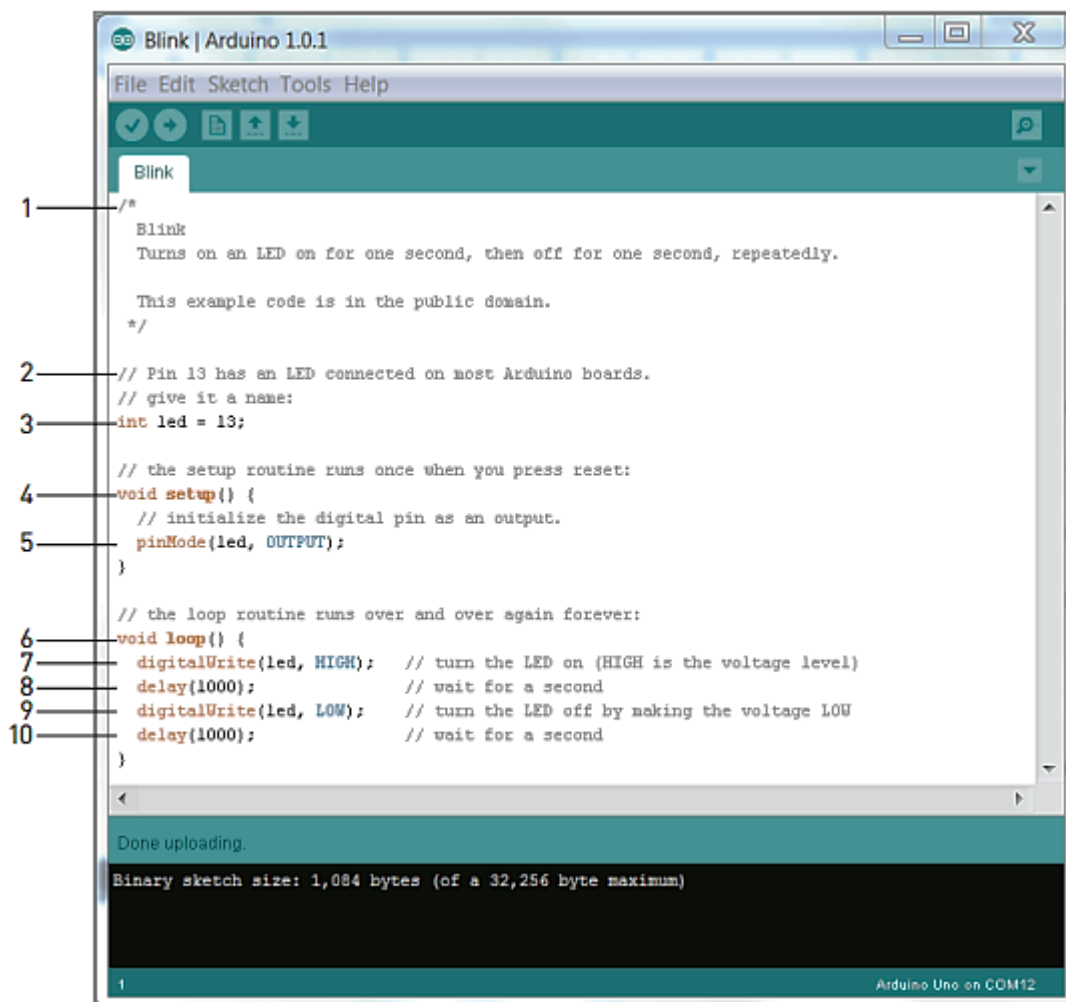 Blink | Arduino 1.0.1
File Edit Sketch Tools Help
Blink
1 /*
Blink
Turns on an LED on for one second, then off for one second, repeatedly.
This example code is in the public domain.
*/
2 // Pin 13 has an LED connected on most Arduino boards.
// give it a name:
3 int led = 13;
// the setup routine runs once when you press reset:
4 void setup() {
// initialize the digital pin as an output.
5 pinMode(led, OUTPUT);
}
// the loop routine runs over and over again forever:
6 void loop() {
7 digitalWrite(led, HIGH); // turn the LED on (HIGH is the voltage level)
8 delay(1000); // wait for a second
9 digitalWrite(led, LOW); // turn the LED off by making the voltage LOW
10 delay(1000); // wait for a second
}
Done uploading.
Binary sketch size: 1,084 bytes (of a 32,256 byte maximum)
1 Arduino Uno on COM12